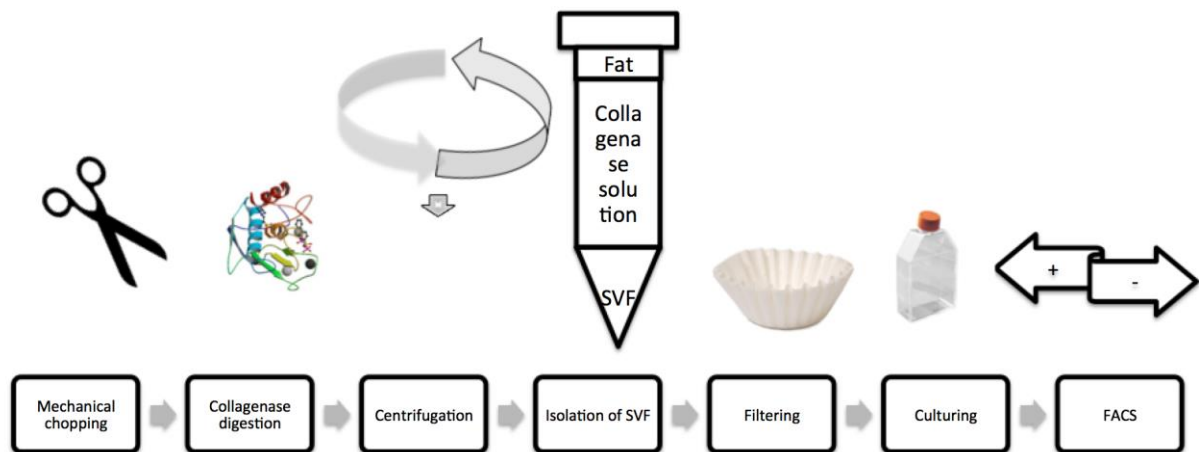 Fat
Colla
gena
se
solu
tion
SVF
+
-
Mechanical
chopping
Collagenase
digestion
Centrifugation
Isolation of SVF
Filtering
Culturing
FACS